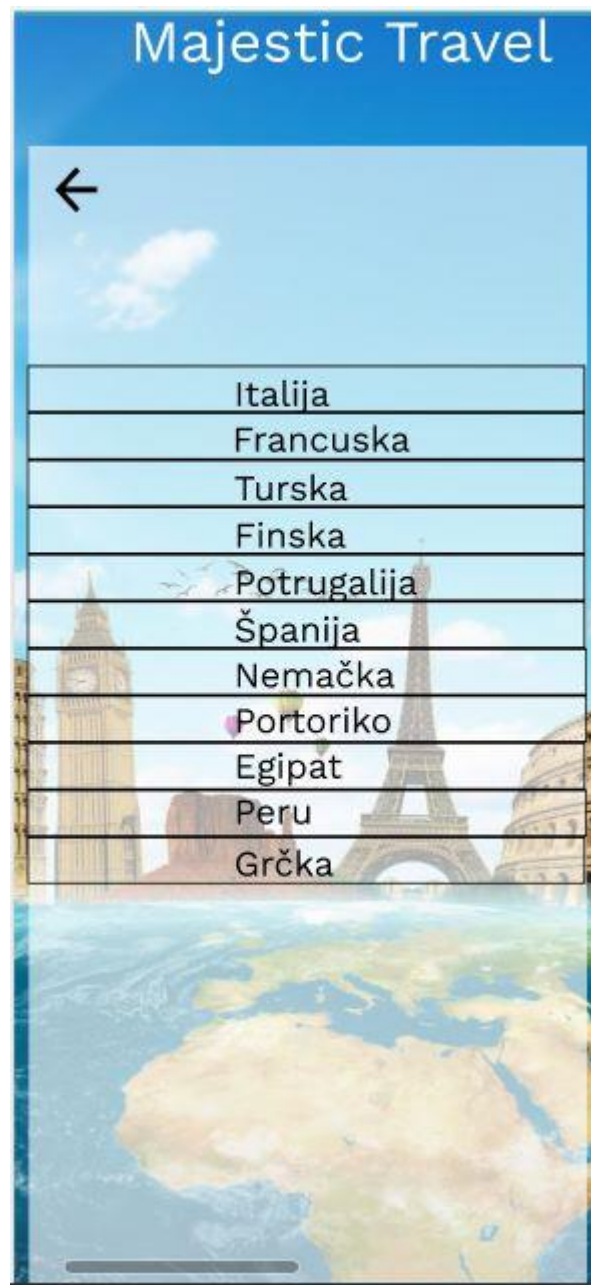 Majestic Travel
Italija
Francuska
Turska
Finska
Potrugalija
Španija
Nemačka
Portoriko
Egipat
Peru
Grčka